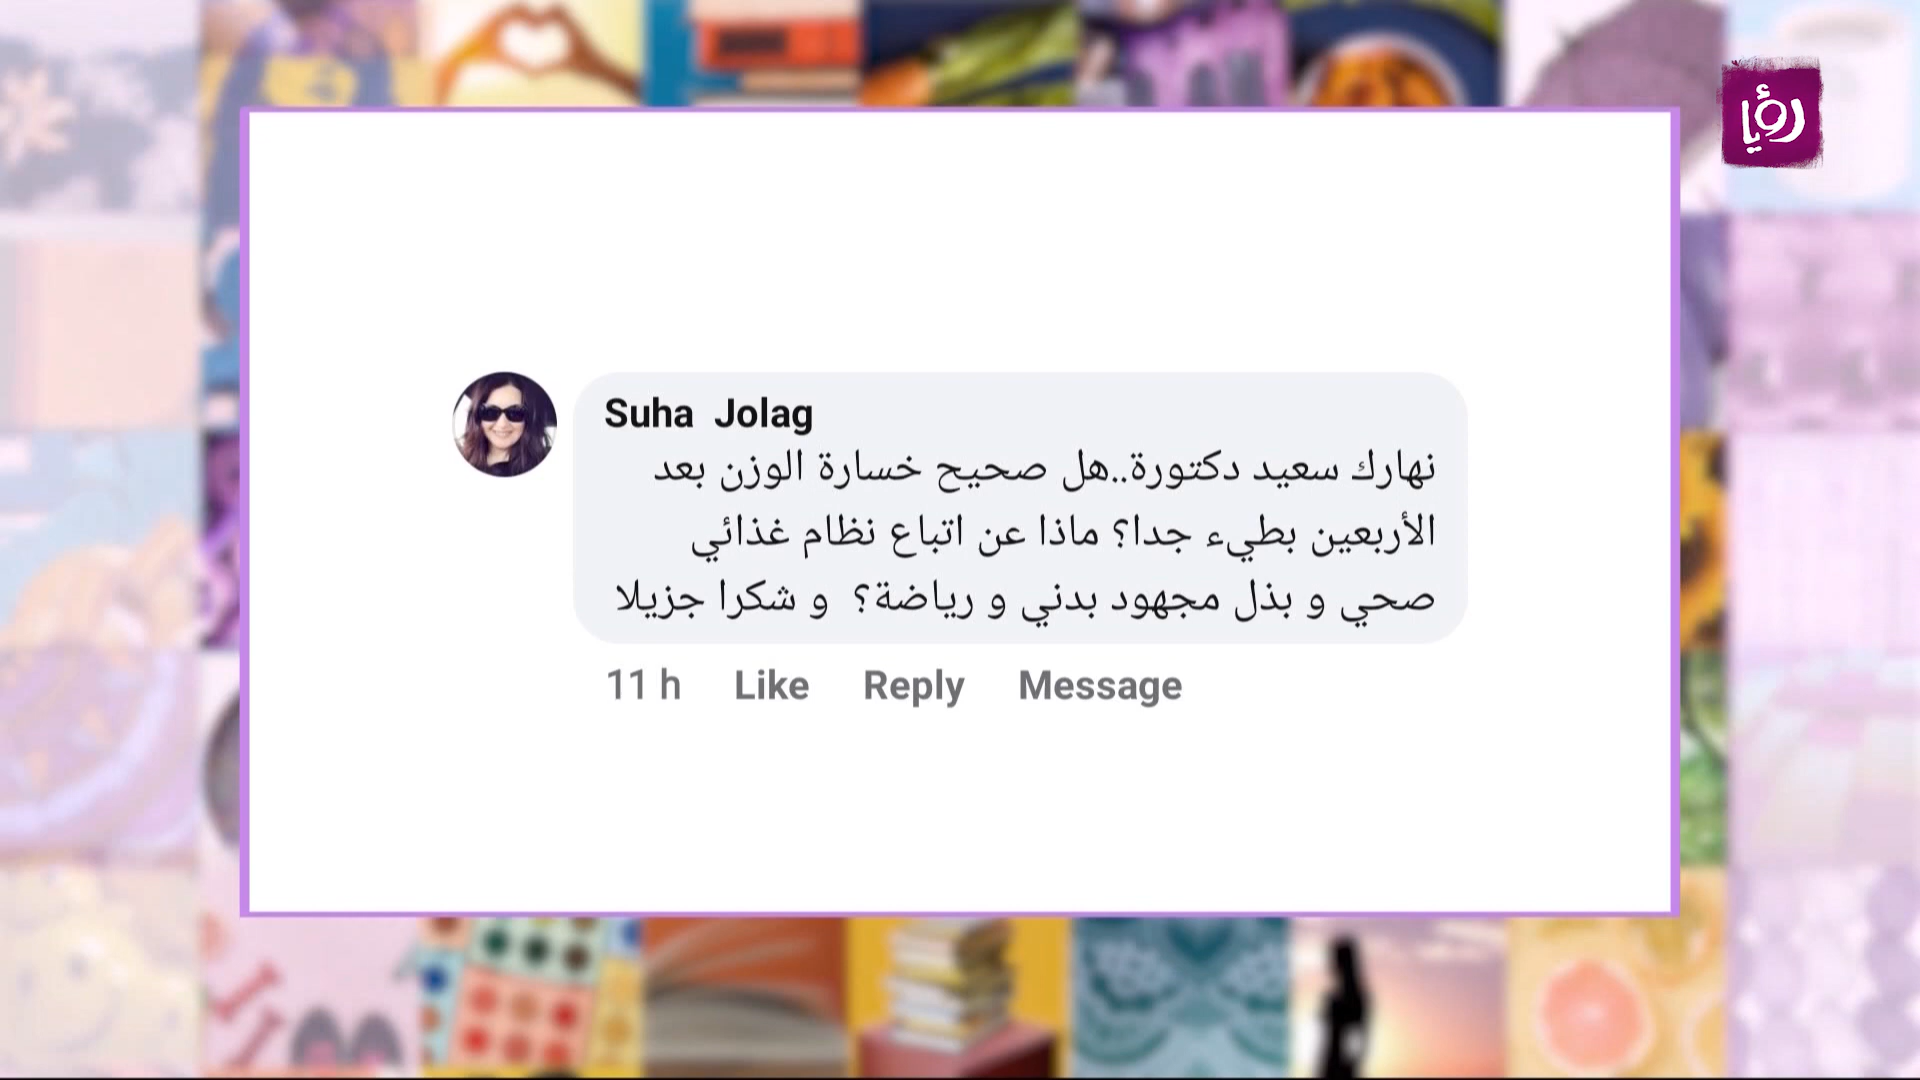 رؤيا
Suha Jolag
نهارك سعيد دكتورة..هل صحيح خسارة الوزن بعد
الأربعين بطيء جدا؟ ماذا عن اتباع نظام غذائي
صحي و بذل مجهود بدني و رياضة؟ و شكرا جزيلا
11 h Like Reply Message